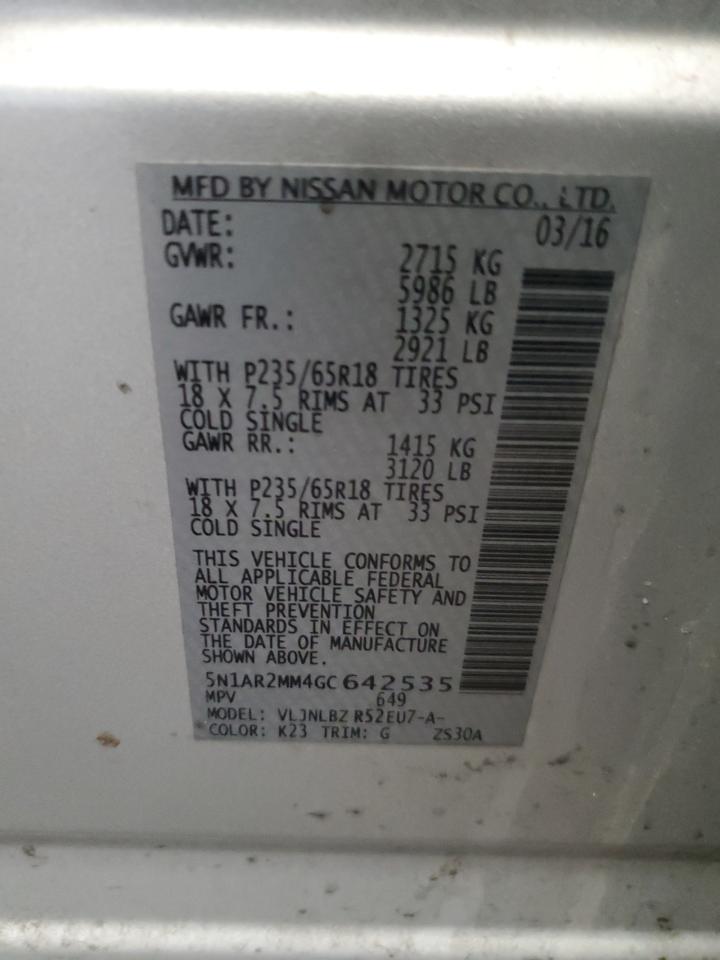 MFD BY NISSAN MOTOR CO., LTD.
DATE: 03/16
GVWR: 2715 KG
5986 LB
GAWR FR.: 1325 KG
2921 LB
WITH P235/65R18 TIRES
18 X 7.5 RIMS AT 33 PSI
COLD SINGLE
GAWR RR.: 1415 KG
3120 LB
WITH P235/65R18 TIRES
18 X 7.5 RIMS AT 33 PSI
COLD SINGLE
THIS VEHICLE CONFORMS TO
ALL APPLICABLE FEDERAL
MOTOR VEHICLE SAFETY AND
THEFT PREVENTION
STANDARDS IN EFFECT ON
THE DATE OF MANUFACTURE
SHOWN ABOVE.
5N1AR2MM4GC642535
MPV 649
MODEL: VLJNLBZ R52EU7-A-
COLOR: K23 TRIM: G ZS30A